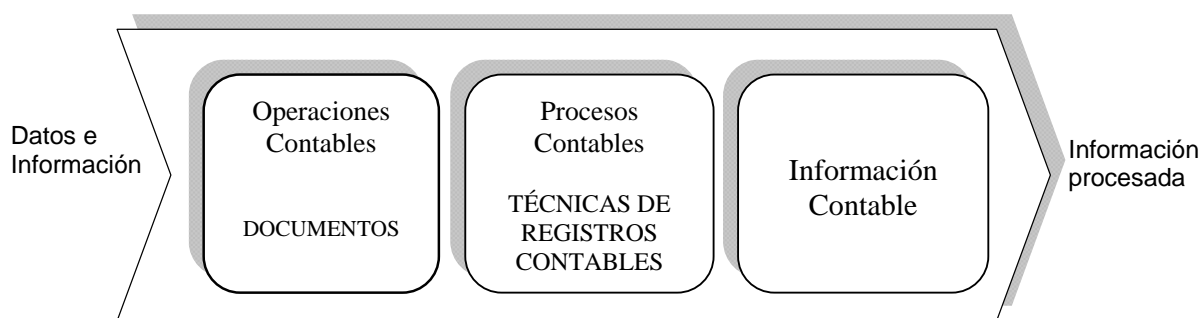 Datos e
Información
Operaciones
Contables
DOCUMENTOS
Procesos
Contables
TÉCNICAS DE
REGISTROS
CONTABLES
Información
Contable
Información
procesada